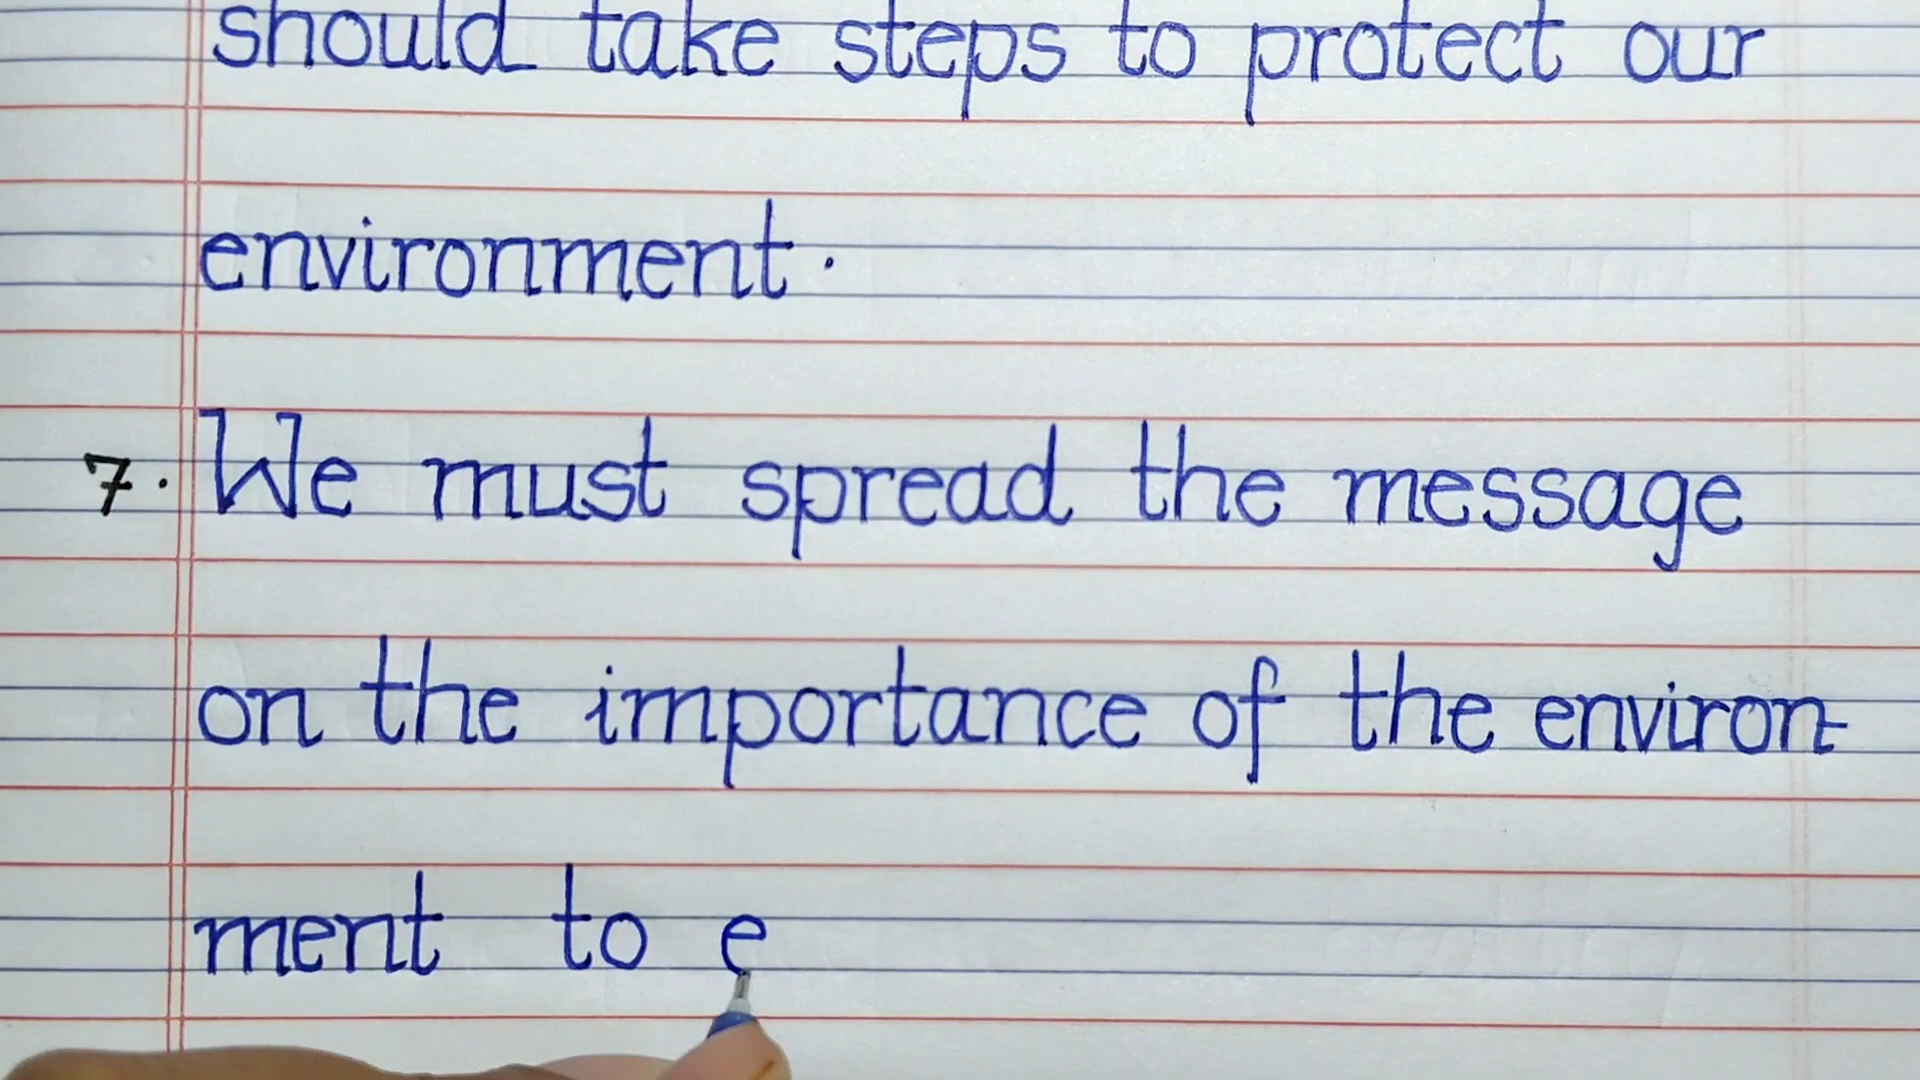 should take steps to protect our
environment.
7. We must spread the message
on the importance of the environ-
ment to e